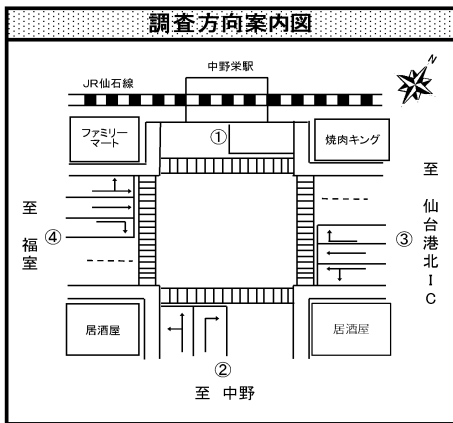 調査方向案内図
中野栄駅
JR仙石線
N
ファミリー
マート
①
焼肉キング
至 福室
④
③
至 仙台港北IC
居酒屋
居酒屋
②
至 中野